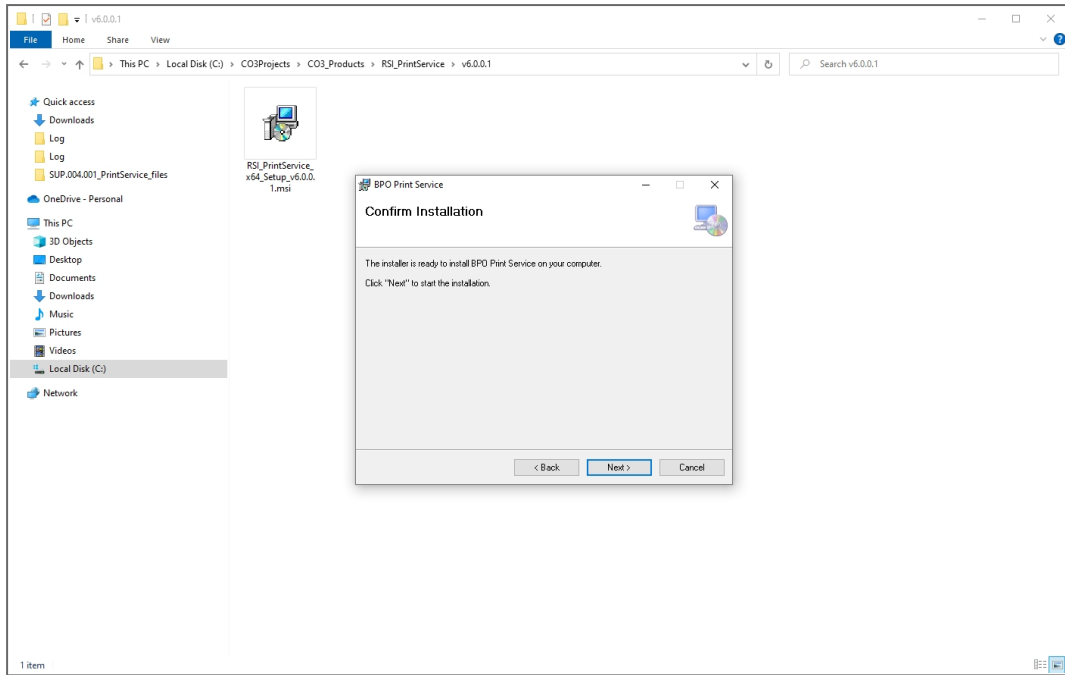 v6.0.0.1
File Home Share View
This PC > Local Disk (C:) > CO3Projects > CO3_Products > RSI_PrintService > v6.0.0.1
Search v6.0.0.1
Quick access
Downloads
Log
Log
SUP.004.001_PrintService_files
OneDrive - Personal
This PC
3D Objects
Desktop
Documents
Downloads
Music
Pictures
Videos
Local Disk (C:)
Network
RSI_PrintService_
x64_Setup_v6.0.0.
1.msi
BPO Print Service
Confirm Installation
The installer is ready to install BPO Print Service on your computer.
Click "Next" to start the installation.
< Back Next > Cancel
1 item